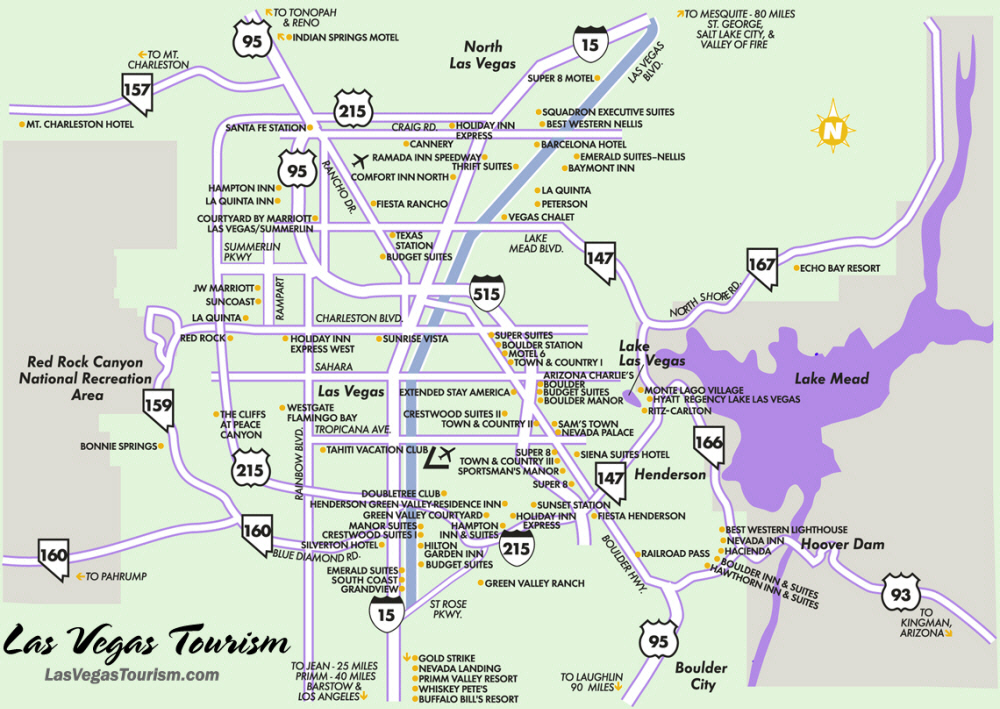 TO TONOPAH
& RENO
95
INDIAN SPRINGS MOTEL
TO MT.
CHARLESTON
157
MT. CHARLESTON HOTEL
North
Las Vegas
15
LAS VEGAS
BLVD.
TO MESQUITE - 80 MILES
ST. GEORGE,
SALT LAKE CITY, &
VALLEY OF FIRE
SUPER 8 MOTEL
215
SANTA FE STATION
CRAIG RD.
HOLIDAY INN
EXPRESS
SQUADRON EXECUTIVE SUITES
BEST WESTERN NELLIS
N
CANNERY
BARCELONA HOTEL
RAMADA INN SPEEDWAY
THRIFT SUITES
EMERALD SUITES–NELLIS
BAYMONT INN
COMFORT INN NORTH
95
RANCHO DR.
HAMPTON INN
LA QUINTA INN
FIESTA RANCHO
LA QUINTA
PETERSON
COURTYARD BY MARRIOTT
LAS VEGAS/SUMMERLIN
VEGAS CHALET
SUMMERLIN
PKWY
TEXAS
STATION
BUDGET SUITES
LAKE
MEAD BLVD.
147
167
ECHO BAY RESORT
NORTH SHORE RD.
JW MARRIOTT
SUNCOAST
RAMPART
515
LA QUINTA
CHARLESTON BLVD.
RED ROCK
HOLIDAY INN
EXPRESS WEST
SUNRISE VISTA
SUPER SUITES
BOULDER STATION
MOTEL 6
TOWN & COUNTRY I
Lake
Las Vegas
Red Rock Canyon
National Recreation
Area
SAHARA
Lake Mead
ARIZONA CHARLIE'S
BOULDER
BUDGET SUITES
BOULDER MANOR
Las Vegas
EXTENDED STAY AMERICA
MONTE LAGO VILLAGE
HYATT REGENCY LAKE LAS VEGAS
RITZ-CARLTON
159
THE CLIFFS
AT PEACE
CANYON
WESTGATE
FLAMINGO BAY
CRESTWOOD SUITES II
TOWN & COUNTRY II
SAM'S TOWN
NEVADA PALACE
TROPICANA AVE.
BONNIE SPRINGS
RAINBOW BLVD.
TAHITI VACATION CLUB
SUPER 8
TOWN & COUNTRY III
SPORTSMAN'S MANOR
SIENA SUITES HOTEL
166
215
147
Henderson
SUPER 8
DOUBLETREE CLUB
HENDERSON GREEN VALLEY RESIDENCE INN
SUNSET STATION
GREEN VALLEY COURTYARD
HOLIDAY INN
EXPRESS
FIESTA HENDERSON
MANOR SUITES
CRESTWOOD SUITES I
SILVERTON HOTEL
HAMPTON
INN & SUITES
160
BLUE DIAMOND RD.
HILTON
GARDEN INN
BUDGET SUITES
215
BOULDER HWY.
BEST WESTERN LIGHTHOUSE
NEVADA INN
HACIENDA
BOULDER INN & SUITES
HAWTHORN INN & SUITES
Hoover Dam
RAILROAD PASS
160
TO PAHRUMP
EMERALD SUITES
SOUTH COAST
GRANDVIEW
GREEN VALLEY RANCH
93
15
ST ROSE
PKWY.
TO
KINGMAN,
ARIZONA
95
Las Vegas Tourism
LasVegasTourism.com
TO JEAN - 25 MILES
PRIMM - 40 MILES
BARSTOW &
LOS ANGELES
GOLD STRIKE
NEVADA LANDING
PRIMM VALLEY RESORT
WHISKEY PETE'S
BUFFALO BILL'S RESORT
TO LAUGHLIN
90 MILES
Boulder
City